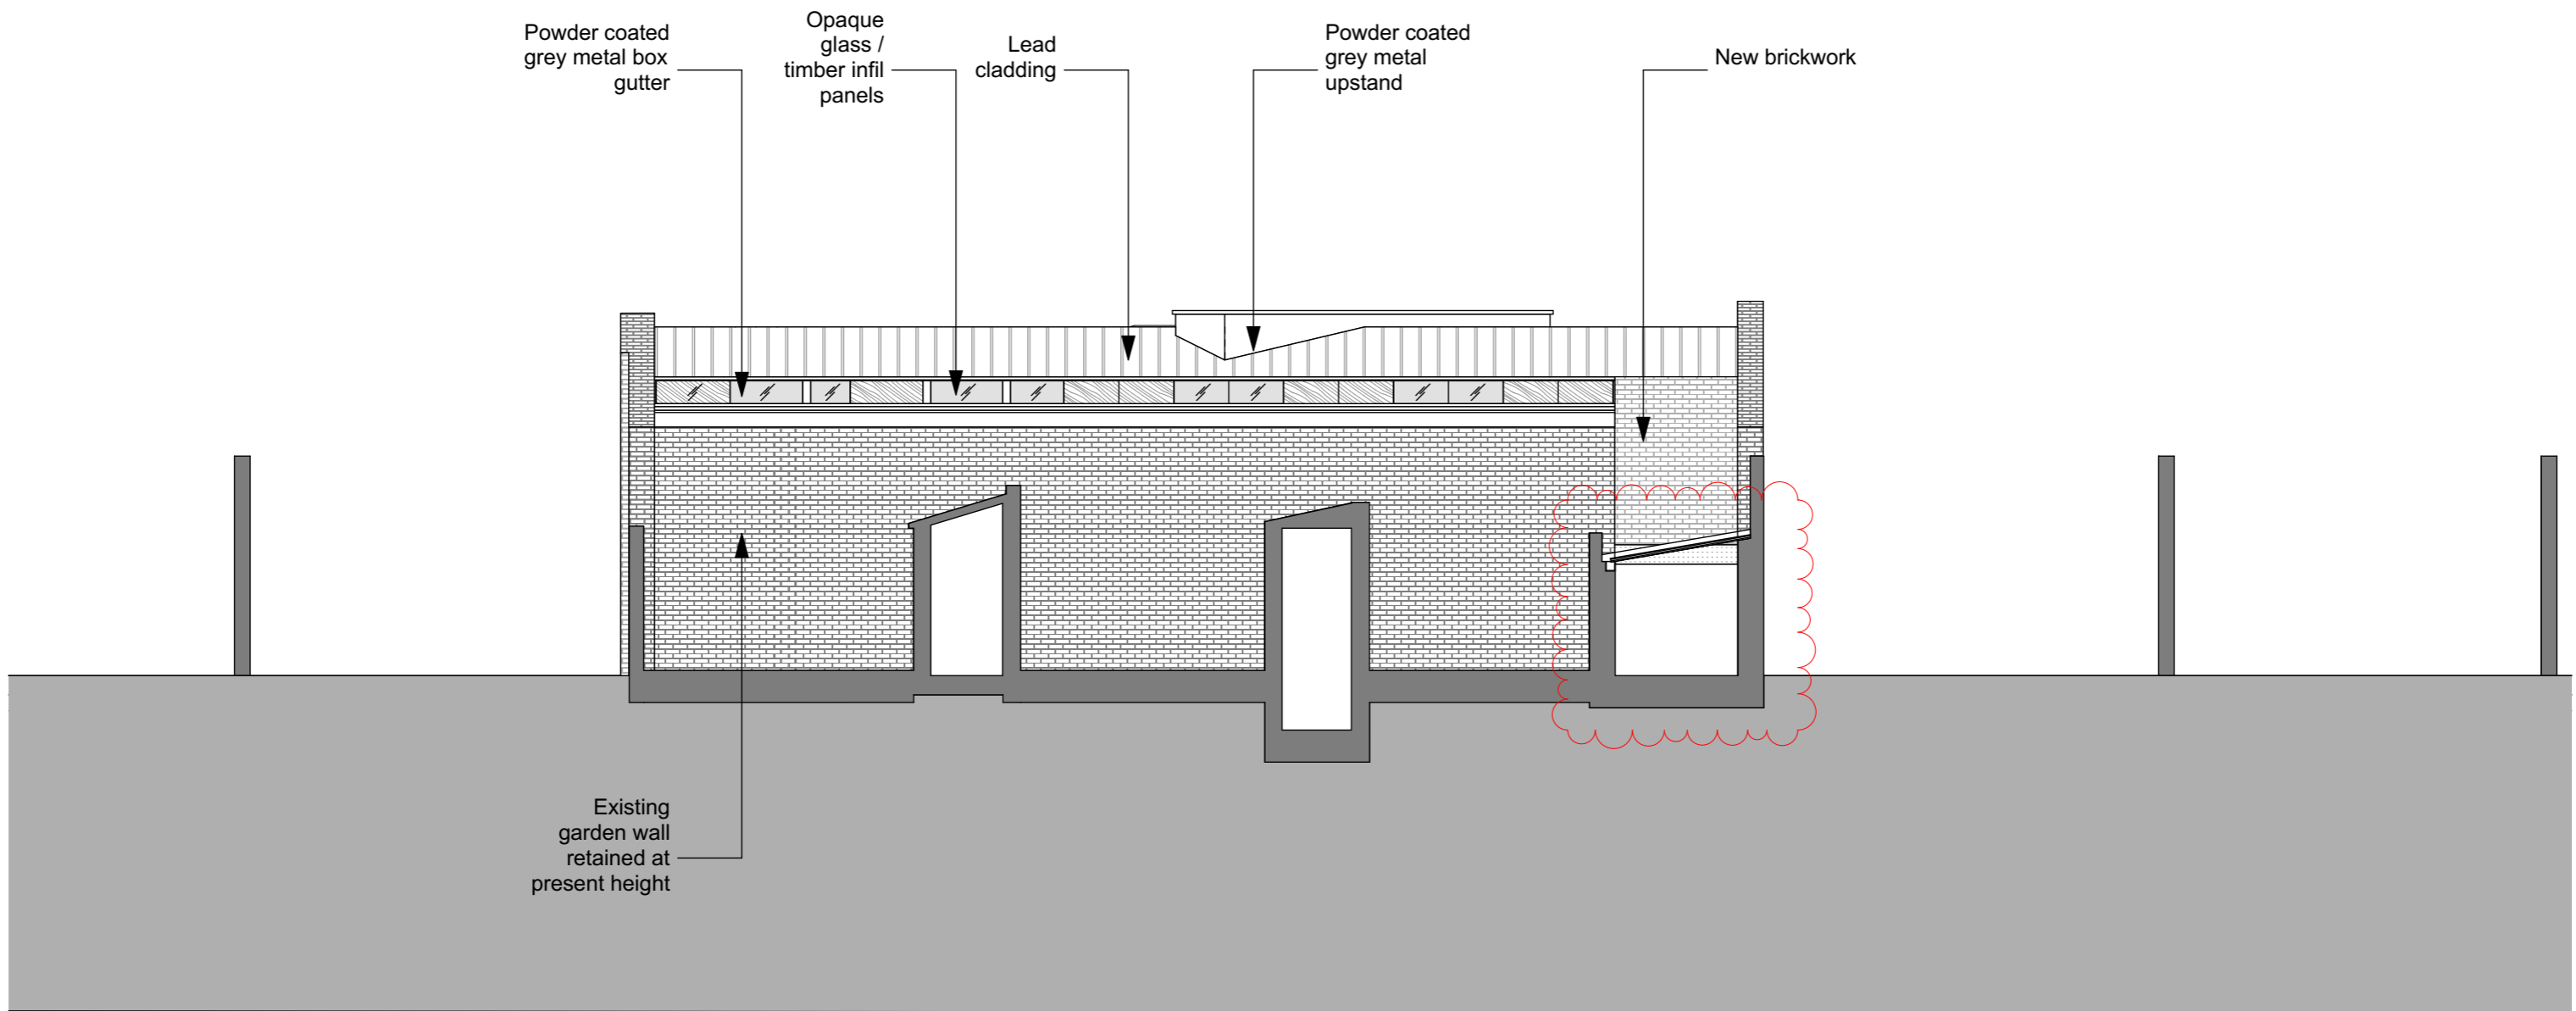 Powder coated
grey metal box
gutter
Opaque
glass /
timber infil
panels
Lead
cladding
Powder coated
grey metal
upstand
New brickwork
Existing
garden wall
retained at
present height